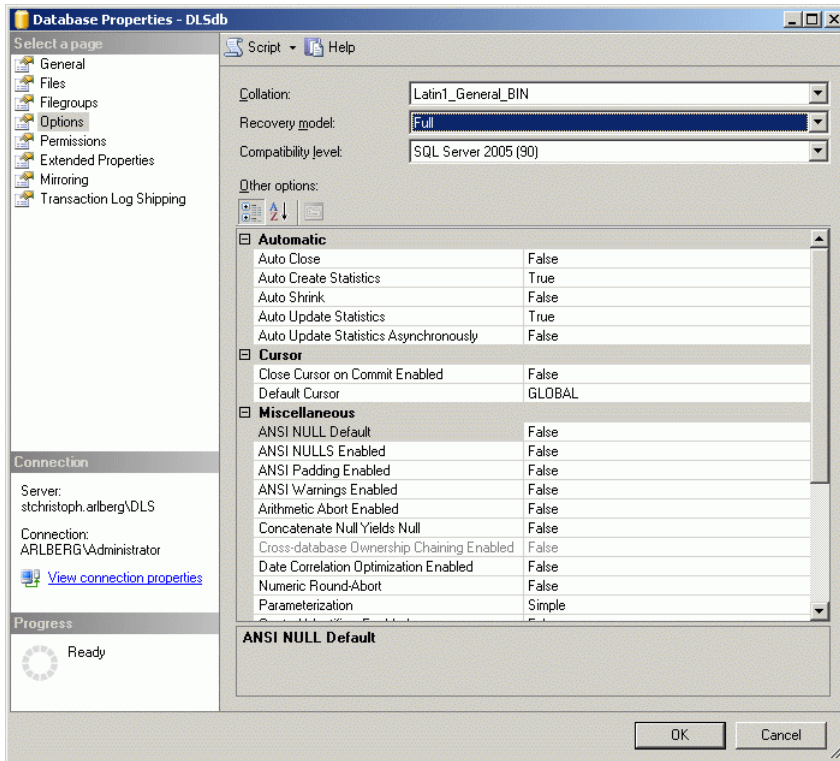 Database Properties - DLSdb
Select a page
General
Files
Filegroups
Options
Permissions
Extended Properties
Mirroring
Transaction Log Shipping
Connection
Server:
stchristoph.arlberg\DLS
Connection:
ARLBERG\Administrator
View connection properties
Progress
Ready
Script Help
Collation: Latin1_General_BIN
Recovery model: Full
Compatibility level: SQL Server 2005 (90)
Other options:
Automatic
Auto Close False
Auto Create Statistics True
Auto Shrink False
Auto Update Statistics True
Auto Update Statistics Asynchronously False
Cursor
Close Cursor on Commit Enabled False
Default Cursor GLOBAL
Miscellaneous
ANSI NULL Default False
ANSI NULLS Enabled False
ANSI Padding Enabled False
ANSI Warnings Enabled False
Arithmetic Abort Enabled False
Concatenate Null Yields Null False
Cross-database Ownership Chaining Enabled False
Date Correlation Optimization Enabled False
Numeric Round-Abort False
Parameterization Simple
ANSI NULL Default
OK Cancel